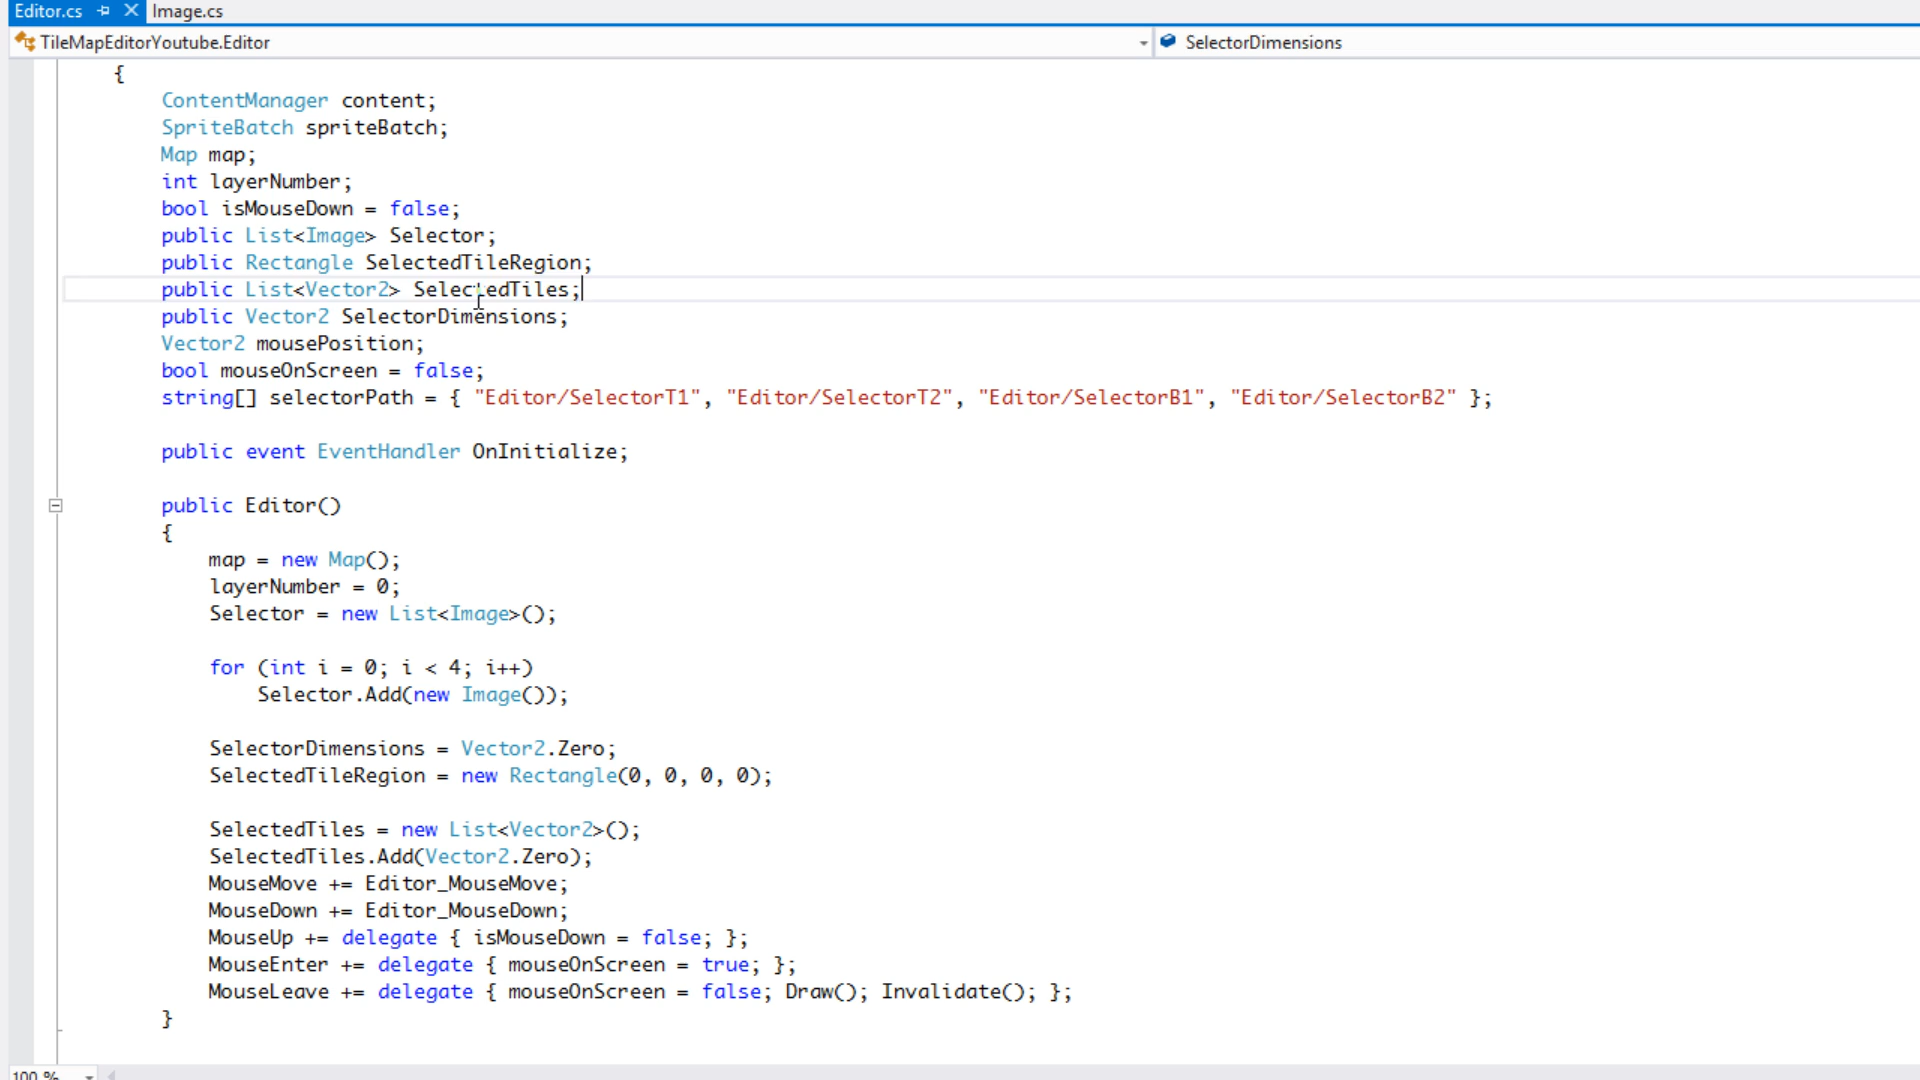 Editor.cs Image.cs
TileMapEditorYoutube.Editor SelectorDimensions
{
ContentManager content;
SpriteBatch spriteBatch;
Map map;
int layerNumber;
bool isMouseDown = false;
public List<Image> Selector;
public Rectangle SelectedTileRegion;
public List<Vector2> SelectedTiles;
public Vector2 SelectorDimensions;
Vector2 mousePosition;
bool mouseOnScreen = false;
string[] selectorPath = { "Editor/SelectorT1", "Editor/SelectorT2", "Editor/SelectorB1", "Editor/SelectorB2" };
public event EventHandler OnInitialize;
public Editor()
{
map = new Map();
layerNumber = 0;
Selector = new List<Image>();
for (int i = 0; i < 4; i++)
Selector.Add(new Image());
SelectorDimensions = Vector2.Zero;
SelectedTileRegion = new Rectangle(0, 0, 0, 0);
SelectedTiles = new List<Vector2>();
SelectedTiles.Add(Vector2.Zero);
MouseMove += Editor_MouseMove;
MouseDown += Editor_MouseDown;
MouseUp += delegate { isMouseDown = false; };
MouseEnter += delegate { mouseOnScreen = true; };
MouseLeave += delegate { mouseOnScreen = false; Draw(); Invalidate(); };
}
100 %